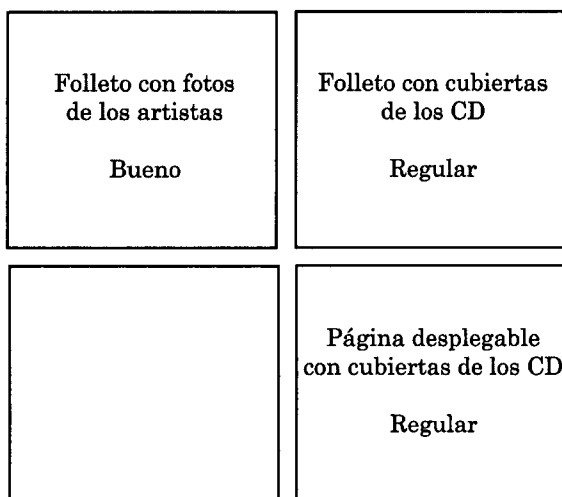 Folleto con fotos
de los artistas
Bueno
Folleto con cubiertas
de los CD
Regular
Página desplegable
con cubiertas de los CD
Regular